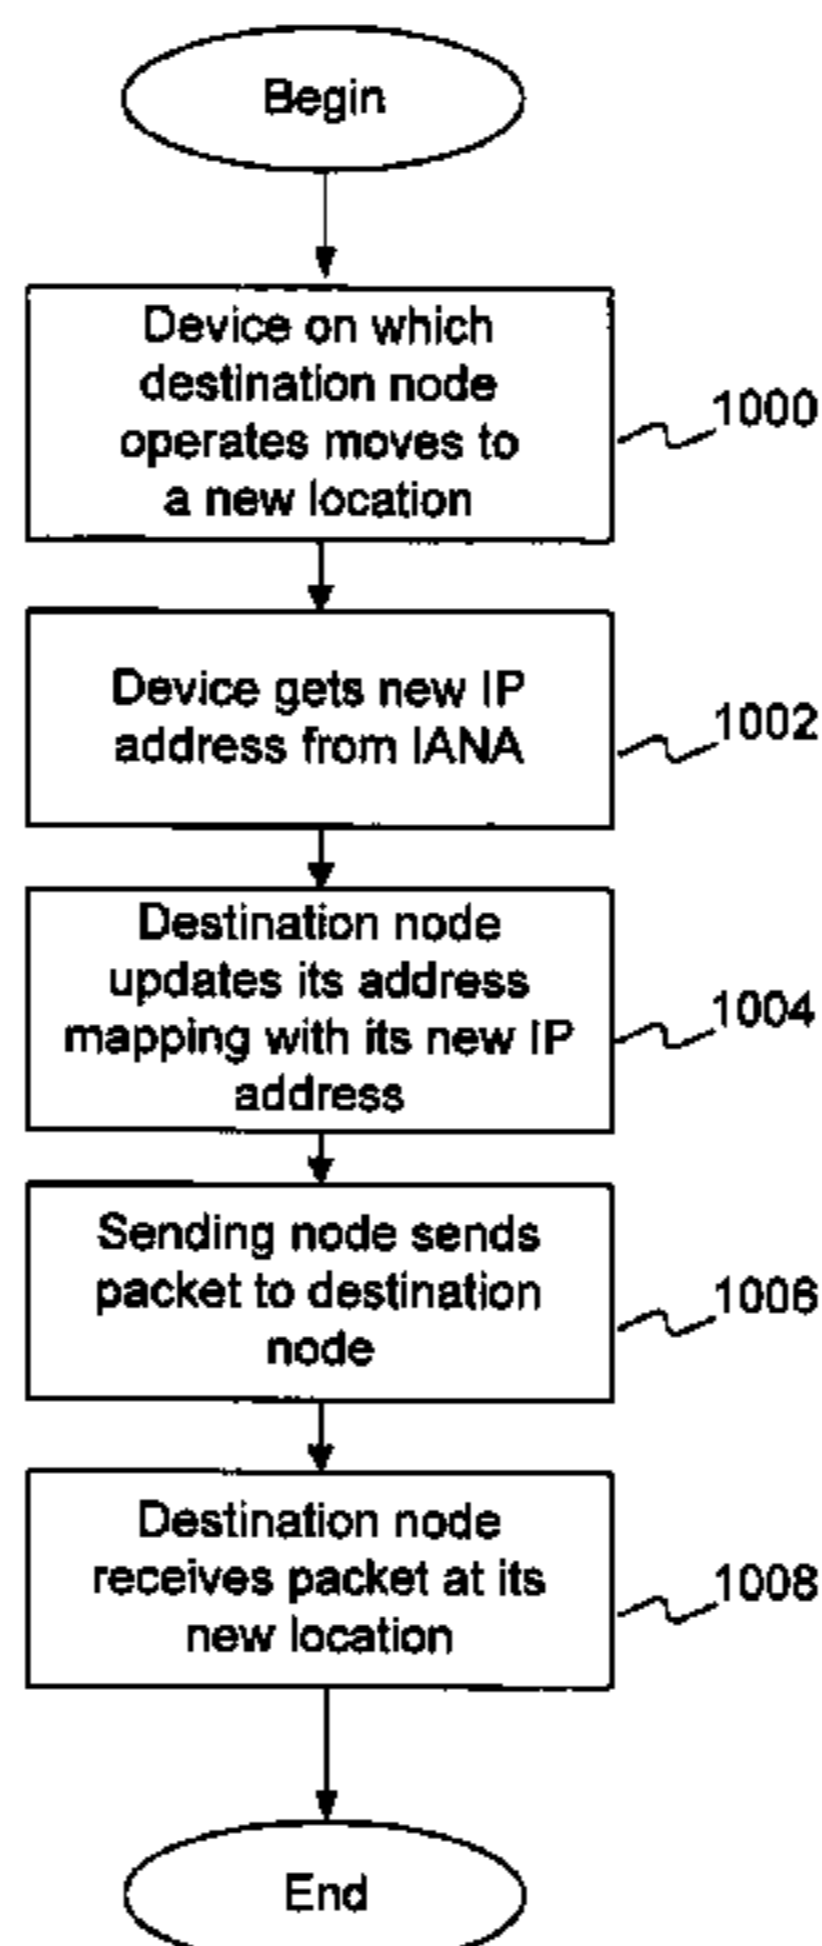 Begin
Device on which
destination node
operates moves to
a new location
1000
Device gets new IP
address from IANA
1002
Destination node
updates its address
mapping with its new IP
address
1004
Sending node sends
packet to destination
node
1006
Destination node
receives packet at its
new location
1008
End